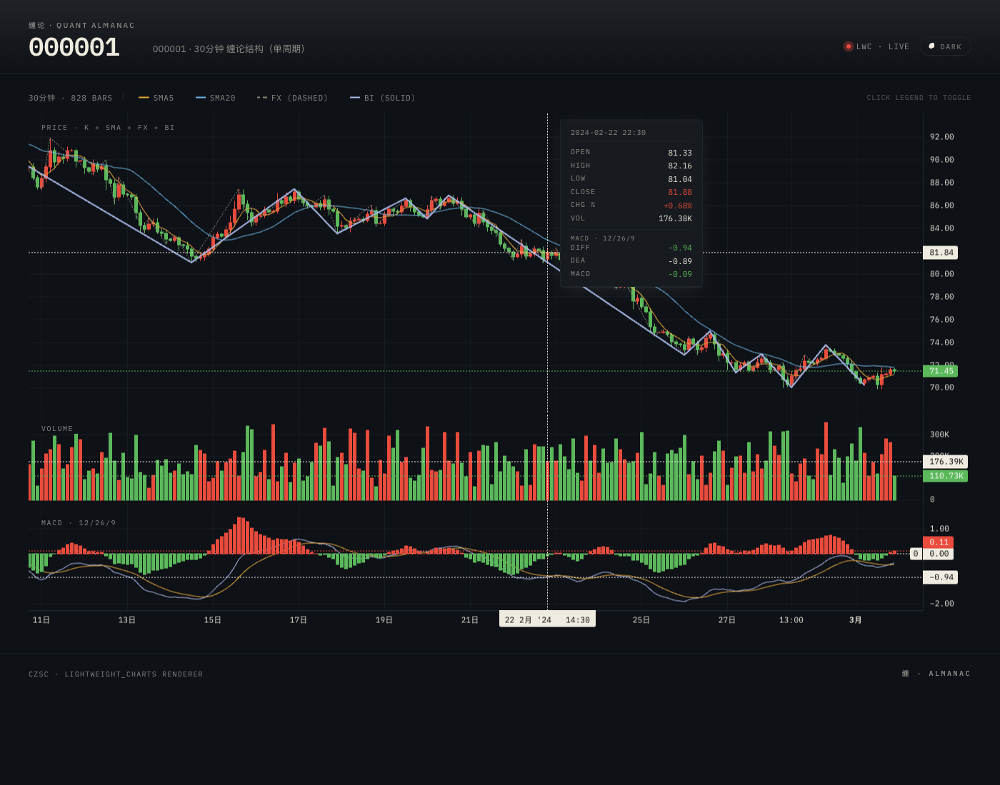 缠论 · QUANT ALMANAC
000001
000001 · 30分钟 缠论结构（单周期）
LWC · LIVE
DARK
30分钟 · 828 BARS
SMA5
SMA20
FX (DASHED)
BI (SOLID)
CLICK LEGEND TO TOGGLE
PRICE · K + SMA + FX + BI
2024-02-22 22:30
OPEN 81.33
HIGH 82.16
LOW 81.04
CLOSE 81.88
CHG % +0.68%
VOL 176.38K
MACD · 12/26/9
DIFF -0.94
DEA -0.89
MACD -0.09
92.00
90.00
88.00
86.00
84.00
81.84
80.00
78.00
76.00
74.00
72.00
71.45
70.00
VOLUME
300K
200K
176.39K
110.73K
0
MACD · 12/26/9
1.00
0.11
0 0.00
−0.94
−2.00
11日 13日 15日 17日 19日 21日 22 2月 '24 14:30 25日 27日 13:00 3月
CZSC · LIGHTWEIGHT_CHARTS RENDERER
缠 · ALMANAC